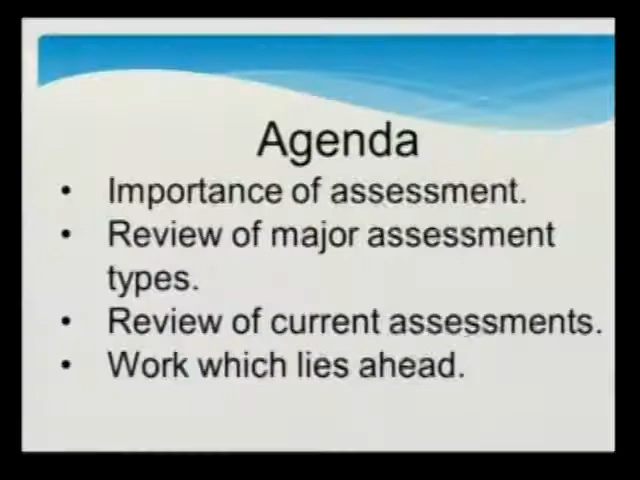 Agenda
• Importance of assessment.
• Review of major assessment
types.
• Review of current assessments.
• Work which lies ahead.